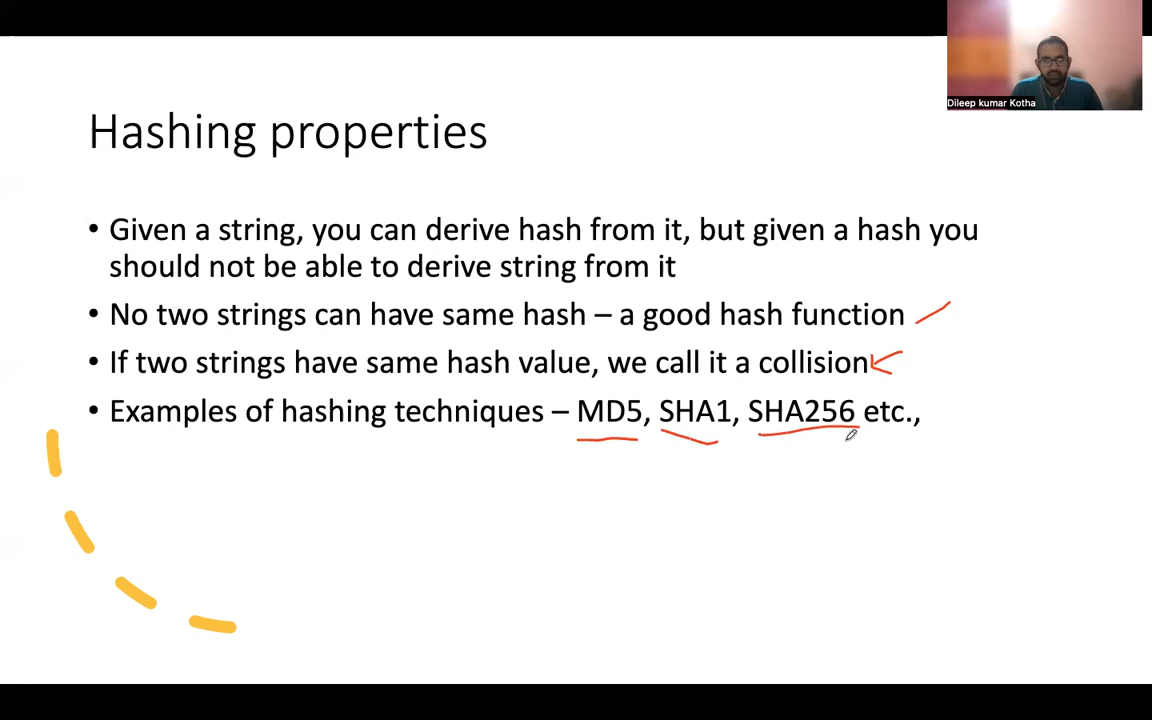 Dileep kumar Kotha
Hashing properties
• Given a string, you can derive hash from it, but given a hash you
should not be able to derive string from it
• No two strings can have same hash – a good hash function
• If two strings have same hash value, we call it a collision
• Examples of hashing techniques – MD5, SHA1, SHA256 etc.,